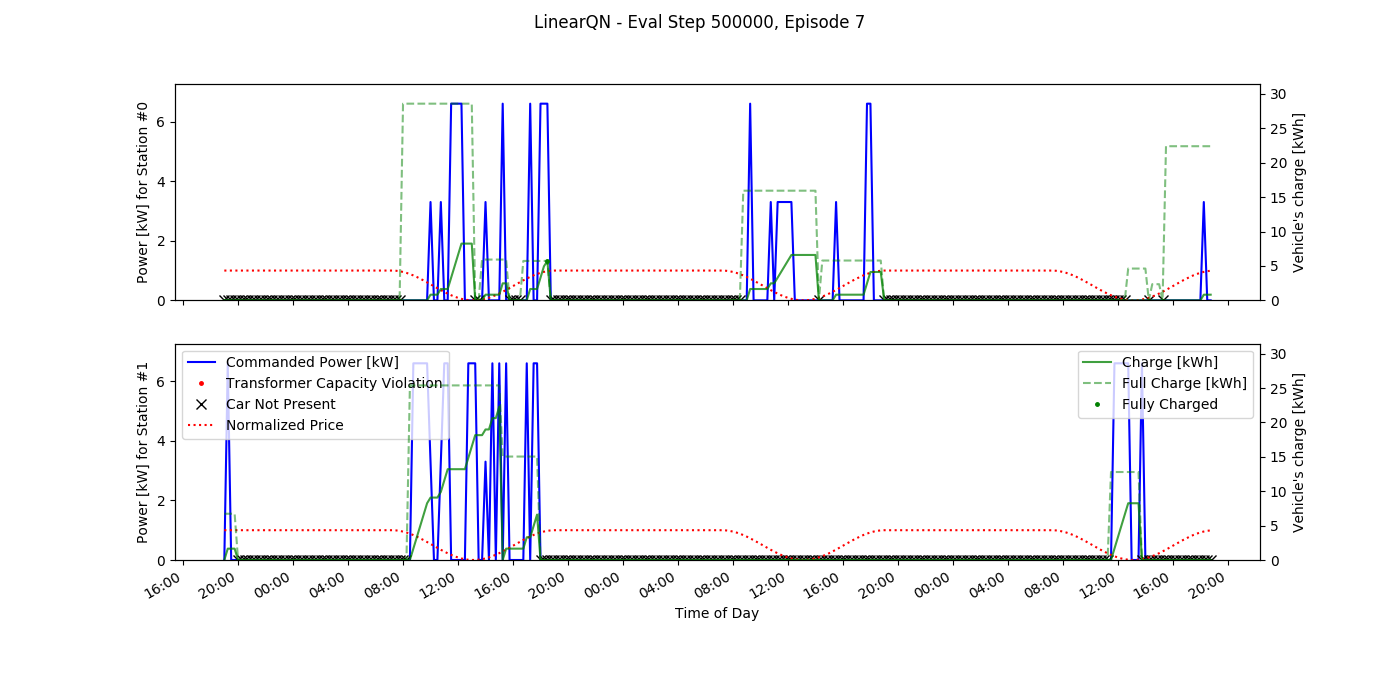 LinearQN - Eval Step 500000, Episode 7
Power [kW] for Station #0
6
4
2
0
30
25
20
15
10
5
0
Vehicle's charge [kWh]
Power [kW] for Station #1
6
4
2
0
Commanded Power [kW]
Transformer Capacity Violation
Car Not Present
Normalized Price
Charge [kWh]
Full Charge [kWh]
Fully Charged
30
25
20
15
10
5
0
Vehicle's charge [kWh]
16:00 20:00 00:00 04:00 08:00 12:00 16:00 20:00 00:00 04:00 08:00 12:00 16:00 20:00 00:00 04:00 08:00 12:00 16:00 20:00
Time of Day